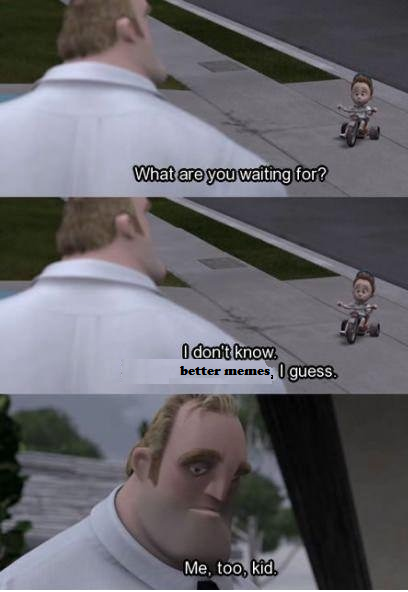 What are you waiting for?
I don't know.
better memes, I guess.
Me, too, kid.